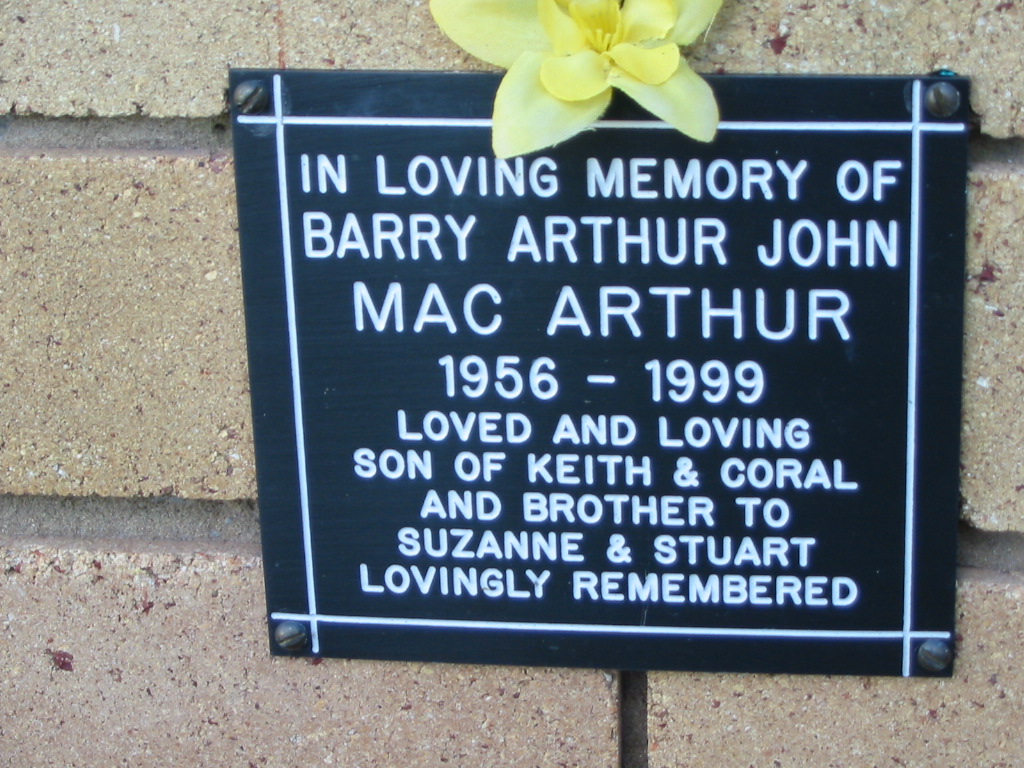 IN LOVING MEMORY OF
BARRY ARTHUR JOHN
MAC ARTHUR
1956 - 1999
LOVED AND LOVING
SON OF KEITH & CORAL
AND BROTHER TO
SUZANNE & STUART
LOVINGLY REMEMBERED